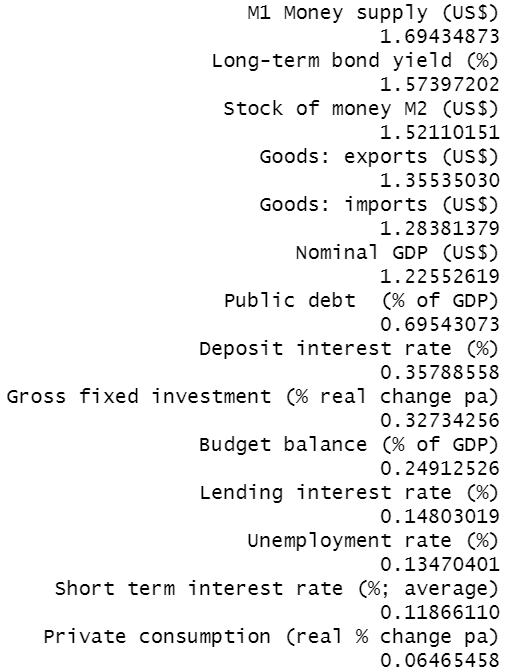 M1 Money supply (US$)
1.69434873
Long-term bond yield (%)
1.57397202
Stock of money M2 (US$)
1.52110151
Goods: exports (US$)
1.35535030
Goods: imports (US$)
1.28381379
Nominal GDP (US$)
1.22552619
Public debt  (% of GDP)
0.69543073
Deposit interest rate (%)
0.35788558
Gross fixed investment (% real change pa)
0.32734256
Budget balance (% of GDP)
0.24912526
Lending interest rate (%)
0.14803019
Unemployment rate (%)
0.13470401
Short term interest rate (%; average)
0.11866110
Private consumption (real % change pa)
0.06465458